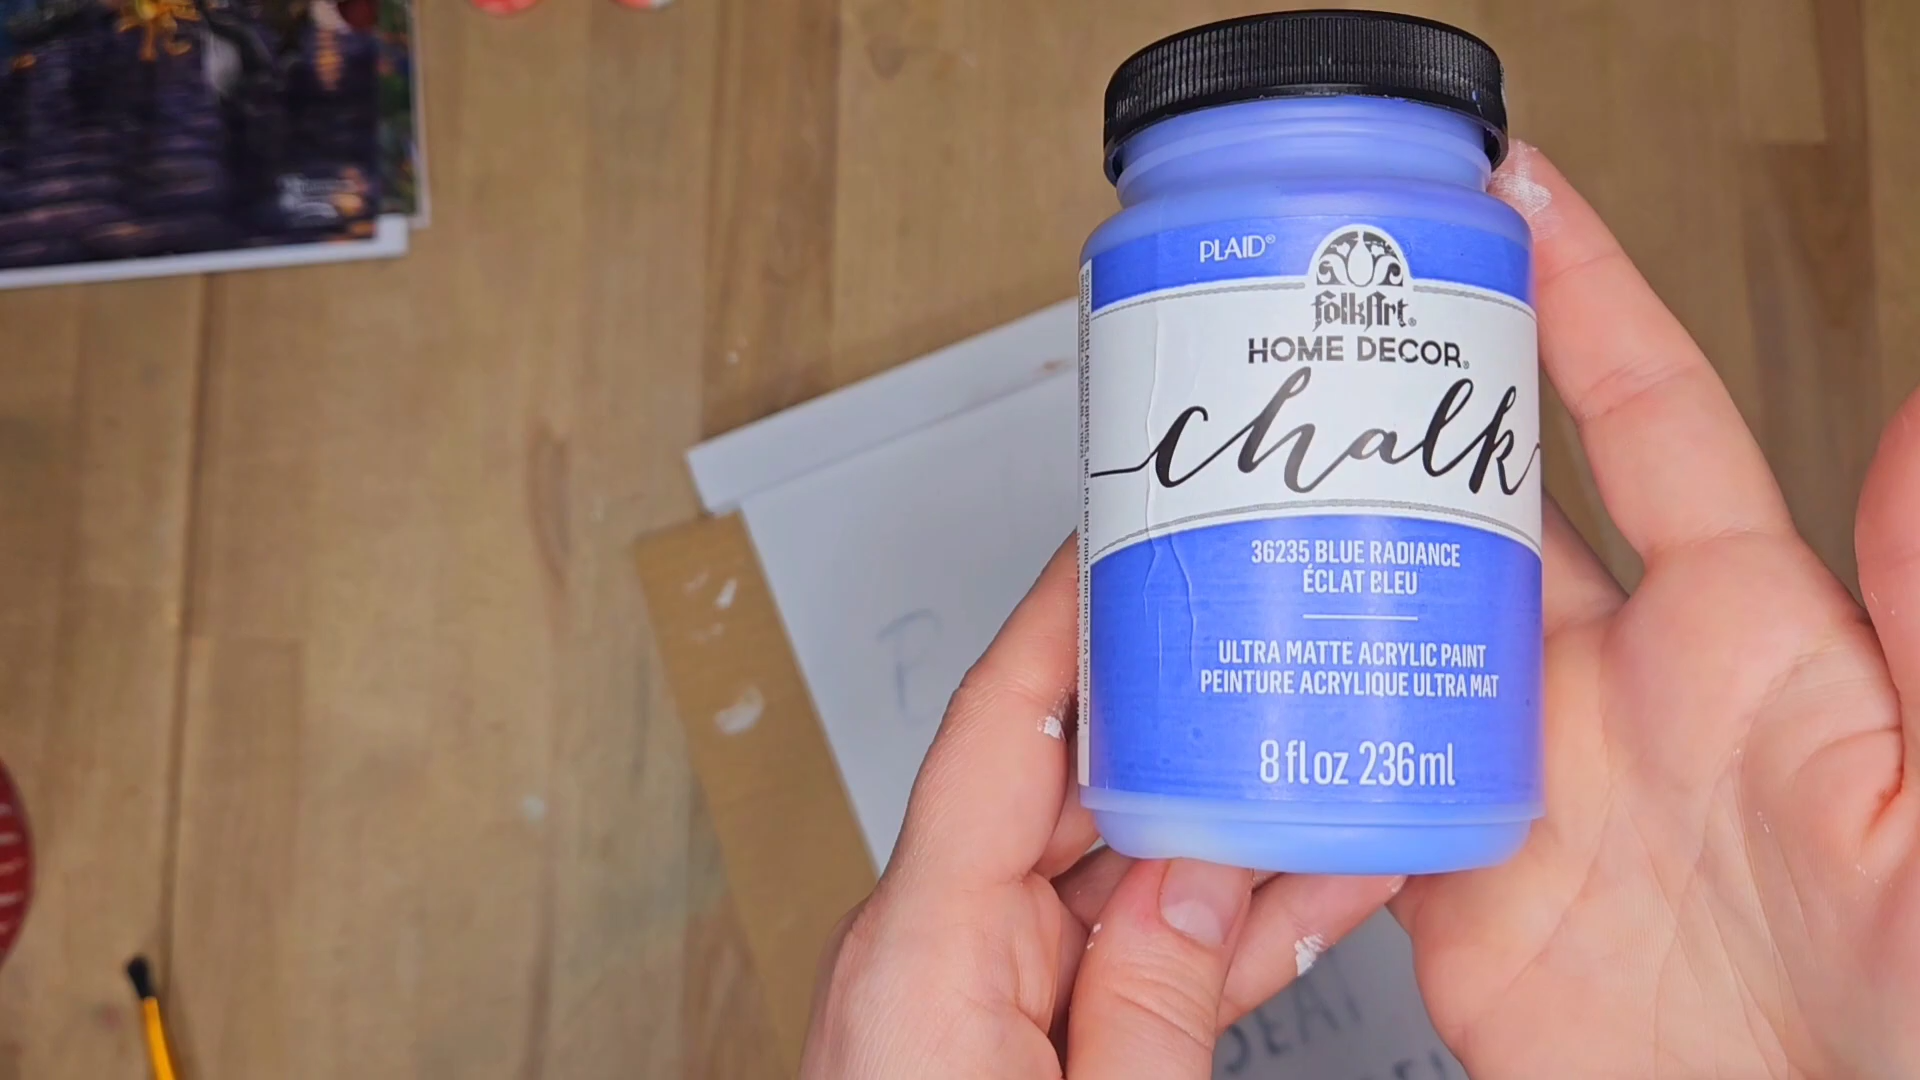 PLAID®
FolkArt®
HOME DECOR®
chalk
36235 BLUE RADIANCE
ÉCLAT BLEU
ULTRA MATTE ACRYLIC PAINT
PEINTURE ACRYLIQUE ULTRA MAT
8 fl oz 236 ml